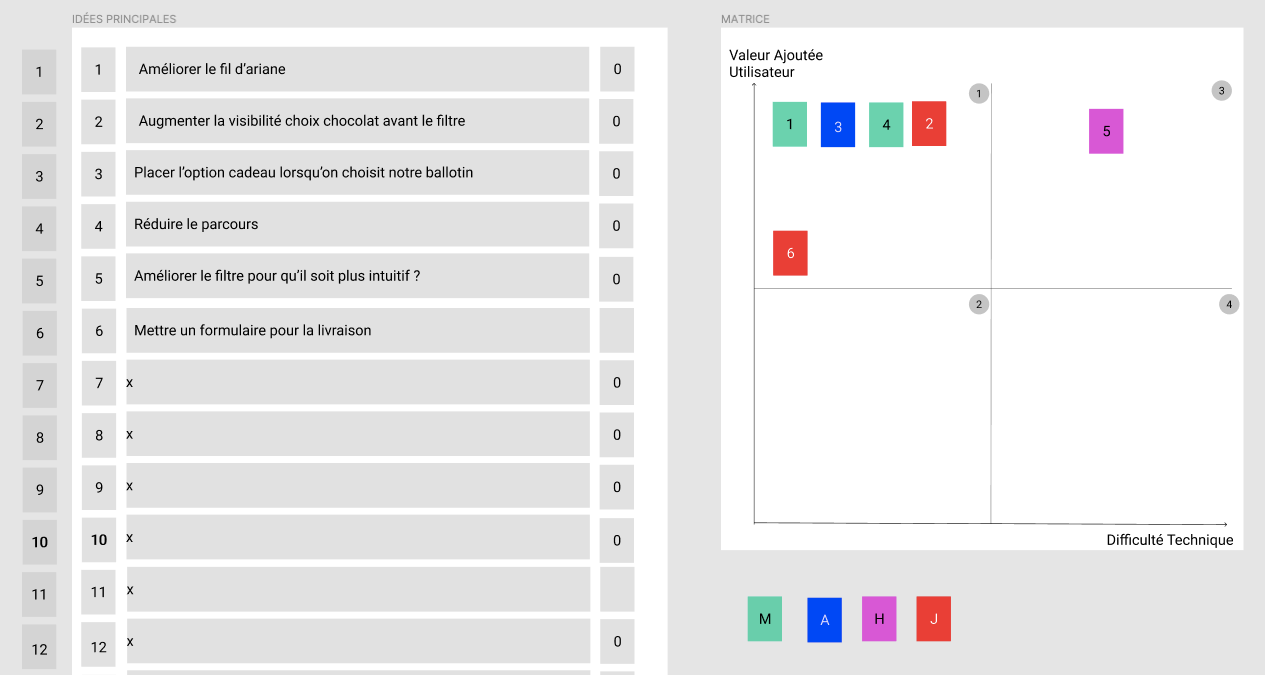 IDÉES PRINCIPALES
1 1 Améliorer le fil d’ariane 0
2 2 Augmenter la visibilité choix chocolat avant le filtre 0
3 3 Placer l’option cadeau lorsqu’on choisit notre ballotin 0
4 4 Réduire le parcours 0
5 5 Améliorer le filtre pour qu’il soit plus intuitif ? 0
6 6 Mettre un formulaire pour la livraison
7 7 x 0
8 8 x 0
9 9 x 0
10 10 x 0
11 11 x
12 12 x 0
MATRICE
Valeur Ajoutée
Utilisateur
1 3
1 3 4 2 5
6
2 4
Difficulté Technique
M A H J